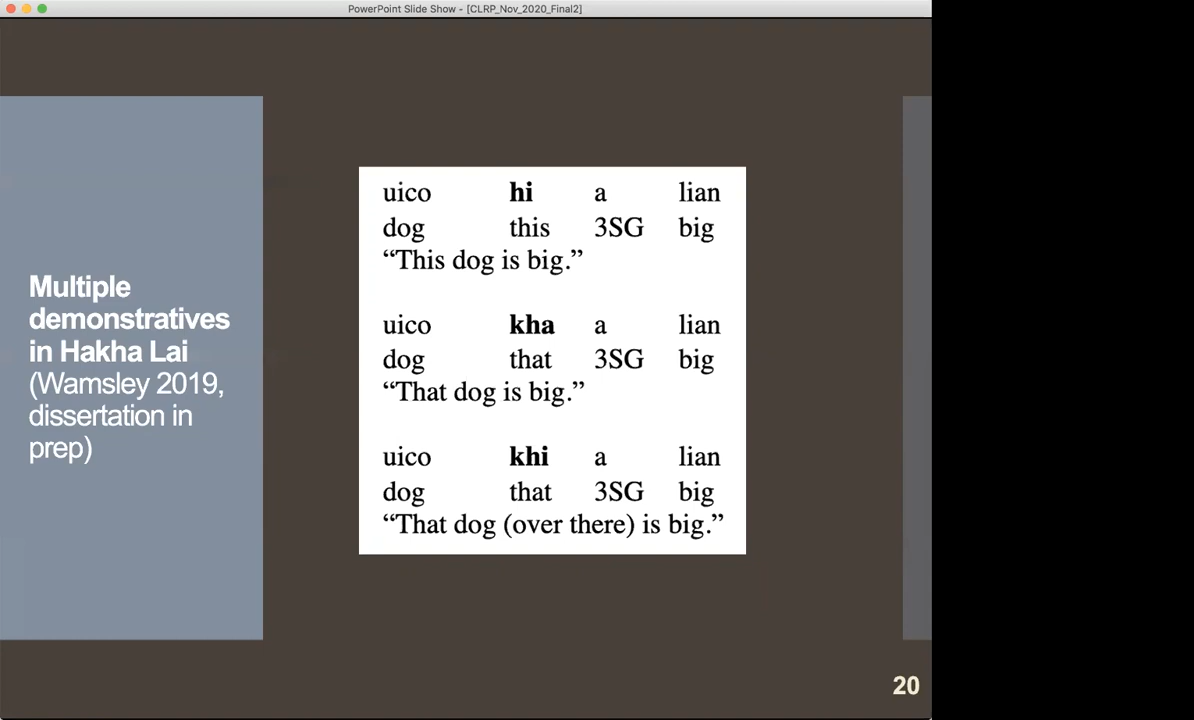 PowerPoint Slide Show - [CLRP_Nov_2020_Final2]
Multiple
demonstratives
in Hakha Lai
(Wamsley 2019,
dissertation in
prep)
uico hi a lian
dog this 3SG big
“This dog is big.”
uico kha a lian
dog that 3SG big
“That dog is big.”
uico khi a lian
dog that 3SG big
“That dog (over there) is big.”
20